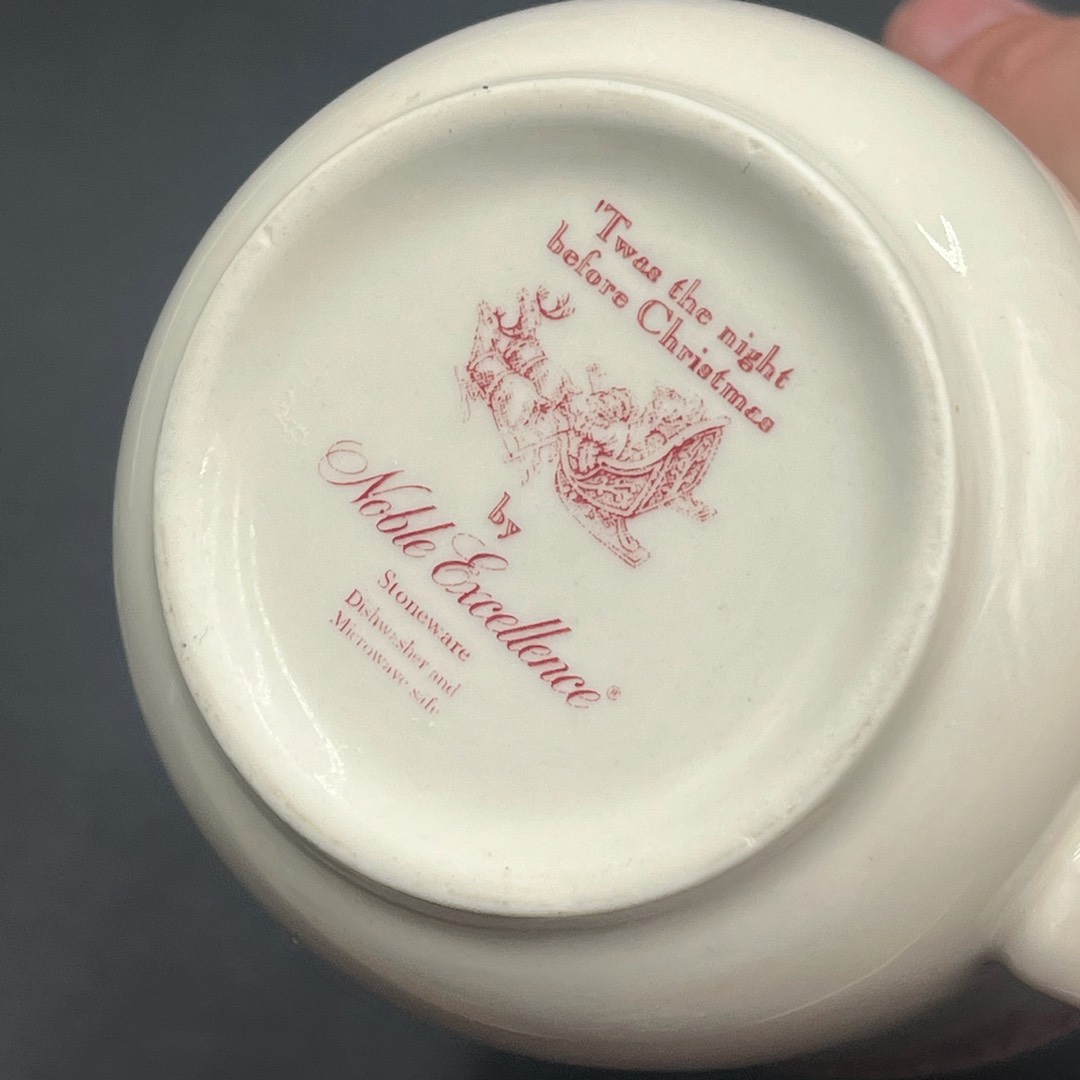 'Twas the night
before Christmas
by
Noble Excellence®
Stoneware
Dishwasher and
Microwave safe